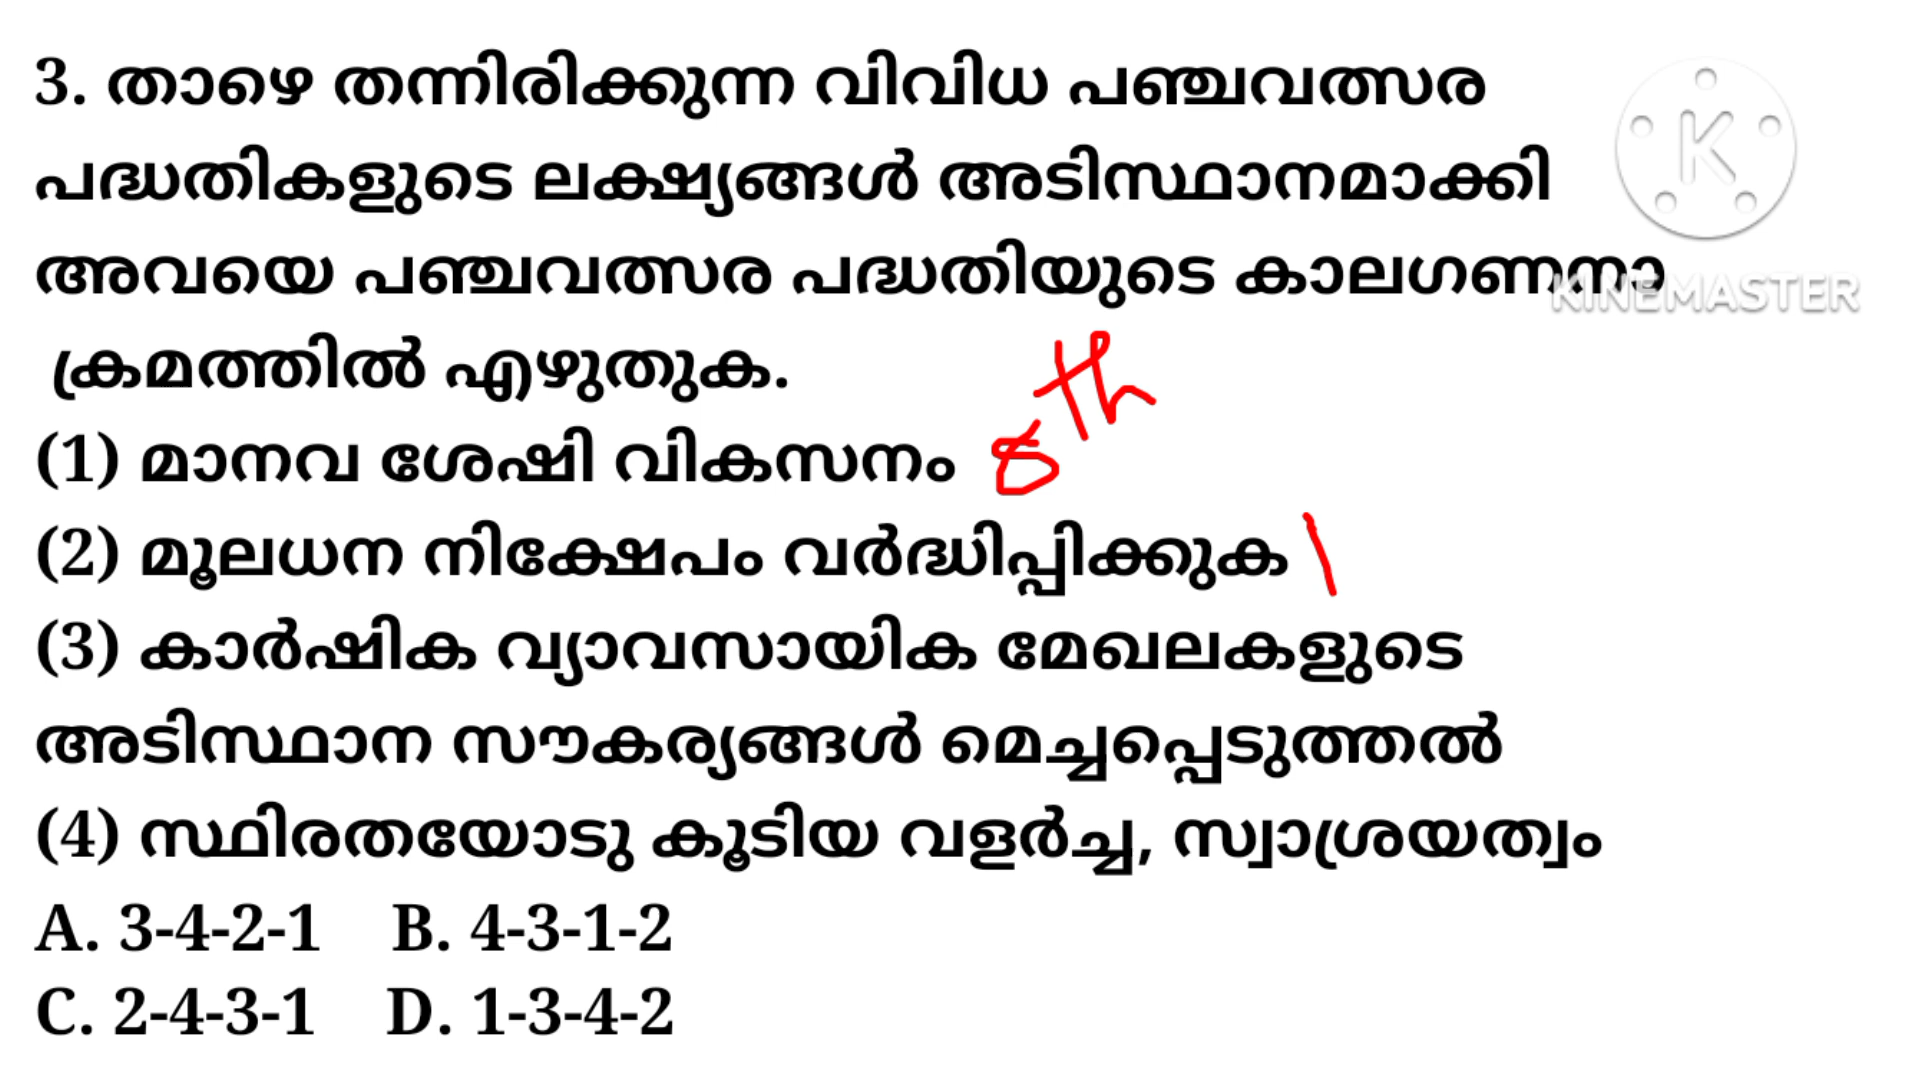 3. താഴെ തന്നിരിക്കുന്ന വിവിധ പഞ്ചവത്സര
പദ്ധതികളുടെ ലക്ഷ്യങ്ങൾ അടിസ്ഥാനമാക്കി
അവയെ പഞ്ചവത്സര പദ്ധതിയുടെ കാലഗണനാ
ക്രമത്തിൽ എഴുതുക.
(1) മാനവ ശേഷി വികസനം 8th
(2) മൂലധന നിക്ഷേപം വർദ്ധിപ്പിക്കുക
(3) കാർഷിക വ്യാവസായിക മേഖലകളുടെ
അടിസ്ഥാന സൗകര്യങ്ങൾ മെച്ചപ്പെടുത്തൽ
(4) സ്ഥിരതയോടു കൂടിയ വളർച്ച, സ്വാശ്രയത്വം
A. 3-4-2-1 B. 4-3-1-2
C. 2-4-3-1 D. 1-3-4-2
K
KINEMASTER